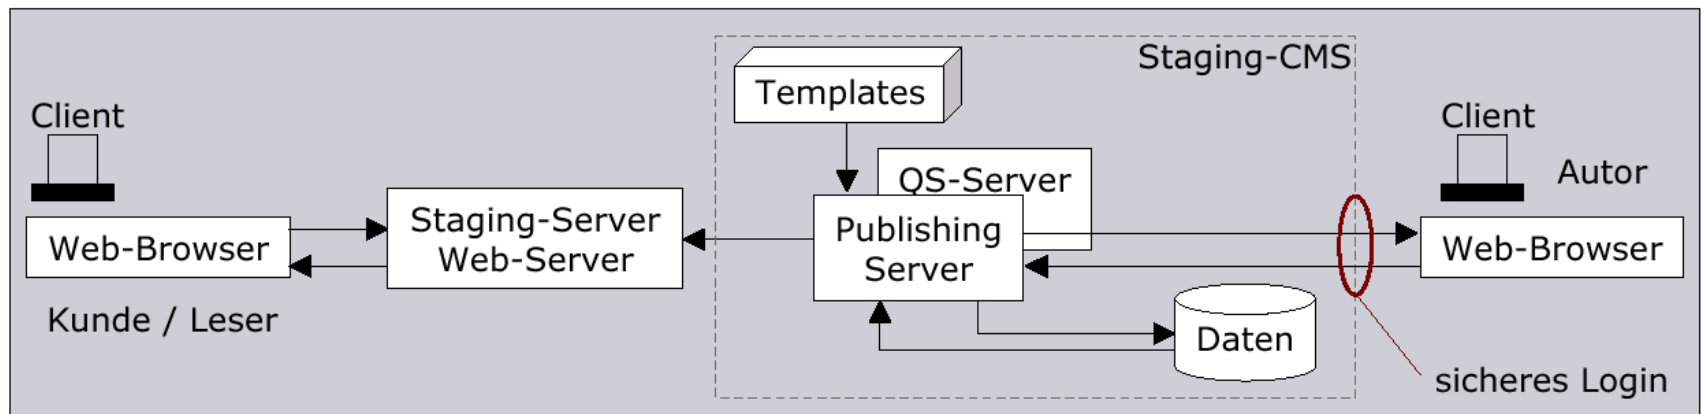 Staging-CMS
Templates
Client
Client
QS-Server
Autor
Staging-Server
Web-Server
Publishing
Server
Web-Browser
Web-Browser
Kunde / Leser
Daten
sicheres Login